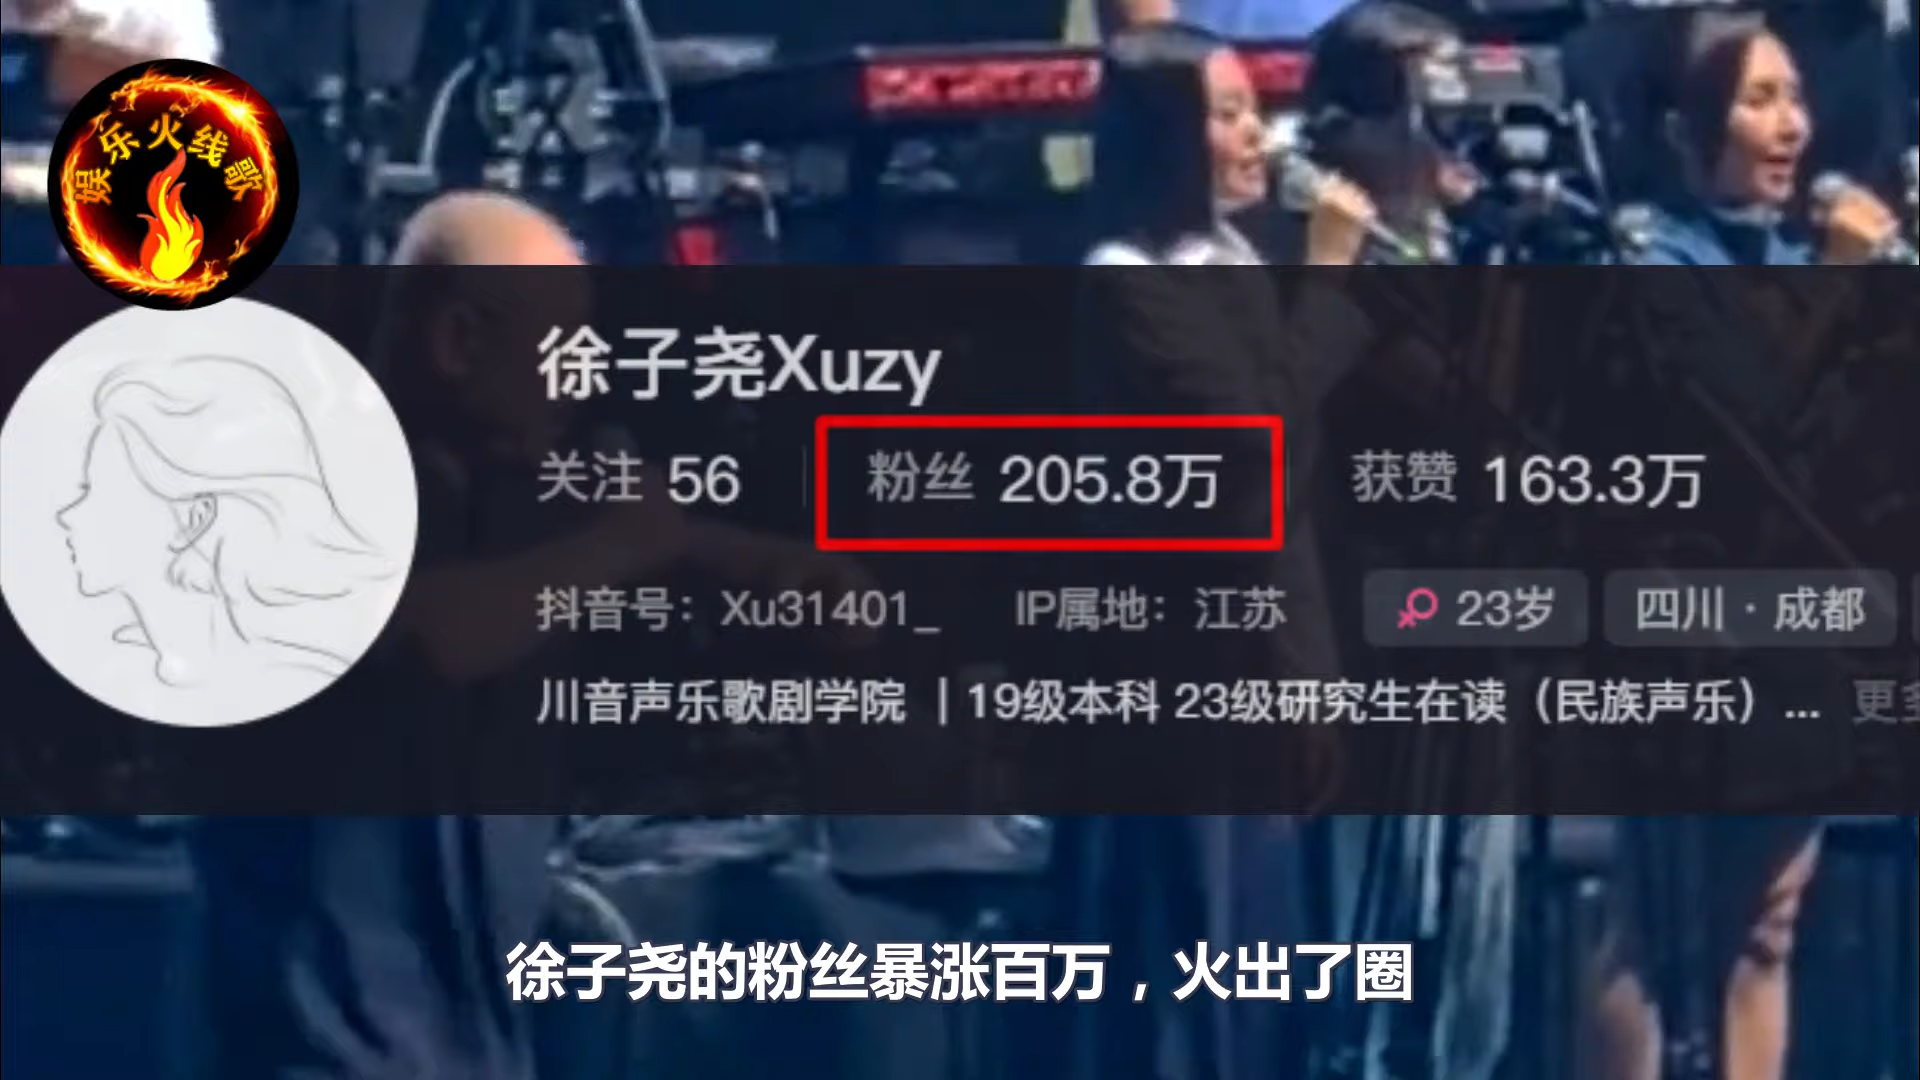 娱乐火线歌
徐子尧Xuzy
关注 56
粉丝 205.8万
获赞 163.3万
抖音号：Xu31401_
IP属地：江苏
23岁
四川·成都
川音声乐歌剧学院 ｜19级本科 23级研究生在读（民族声乐）...
更多
徐子尧的粉丝暴涨百万，火出了圈